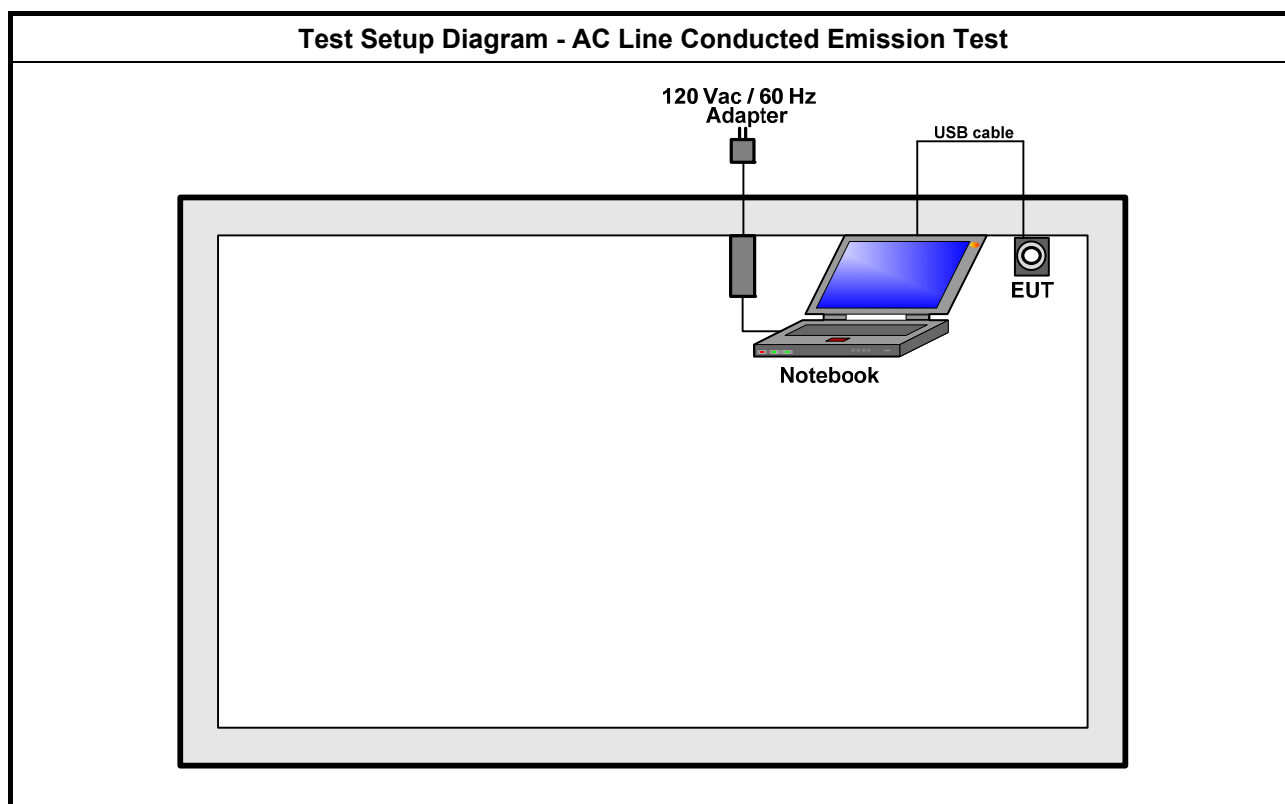 Test Setup Diagram - AC Line Conducted Emission Test
120 Vac / 60 Hz
Adapter
USB cable
EUT
Notebook